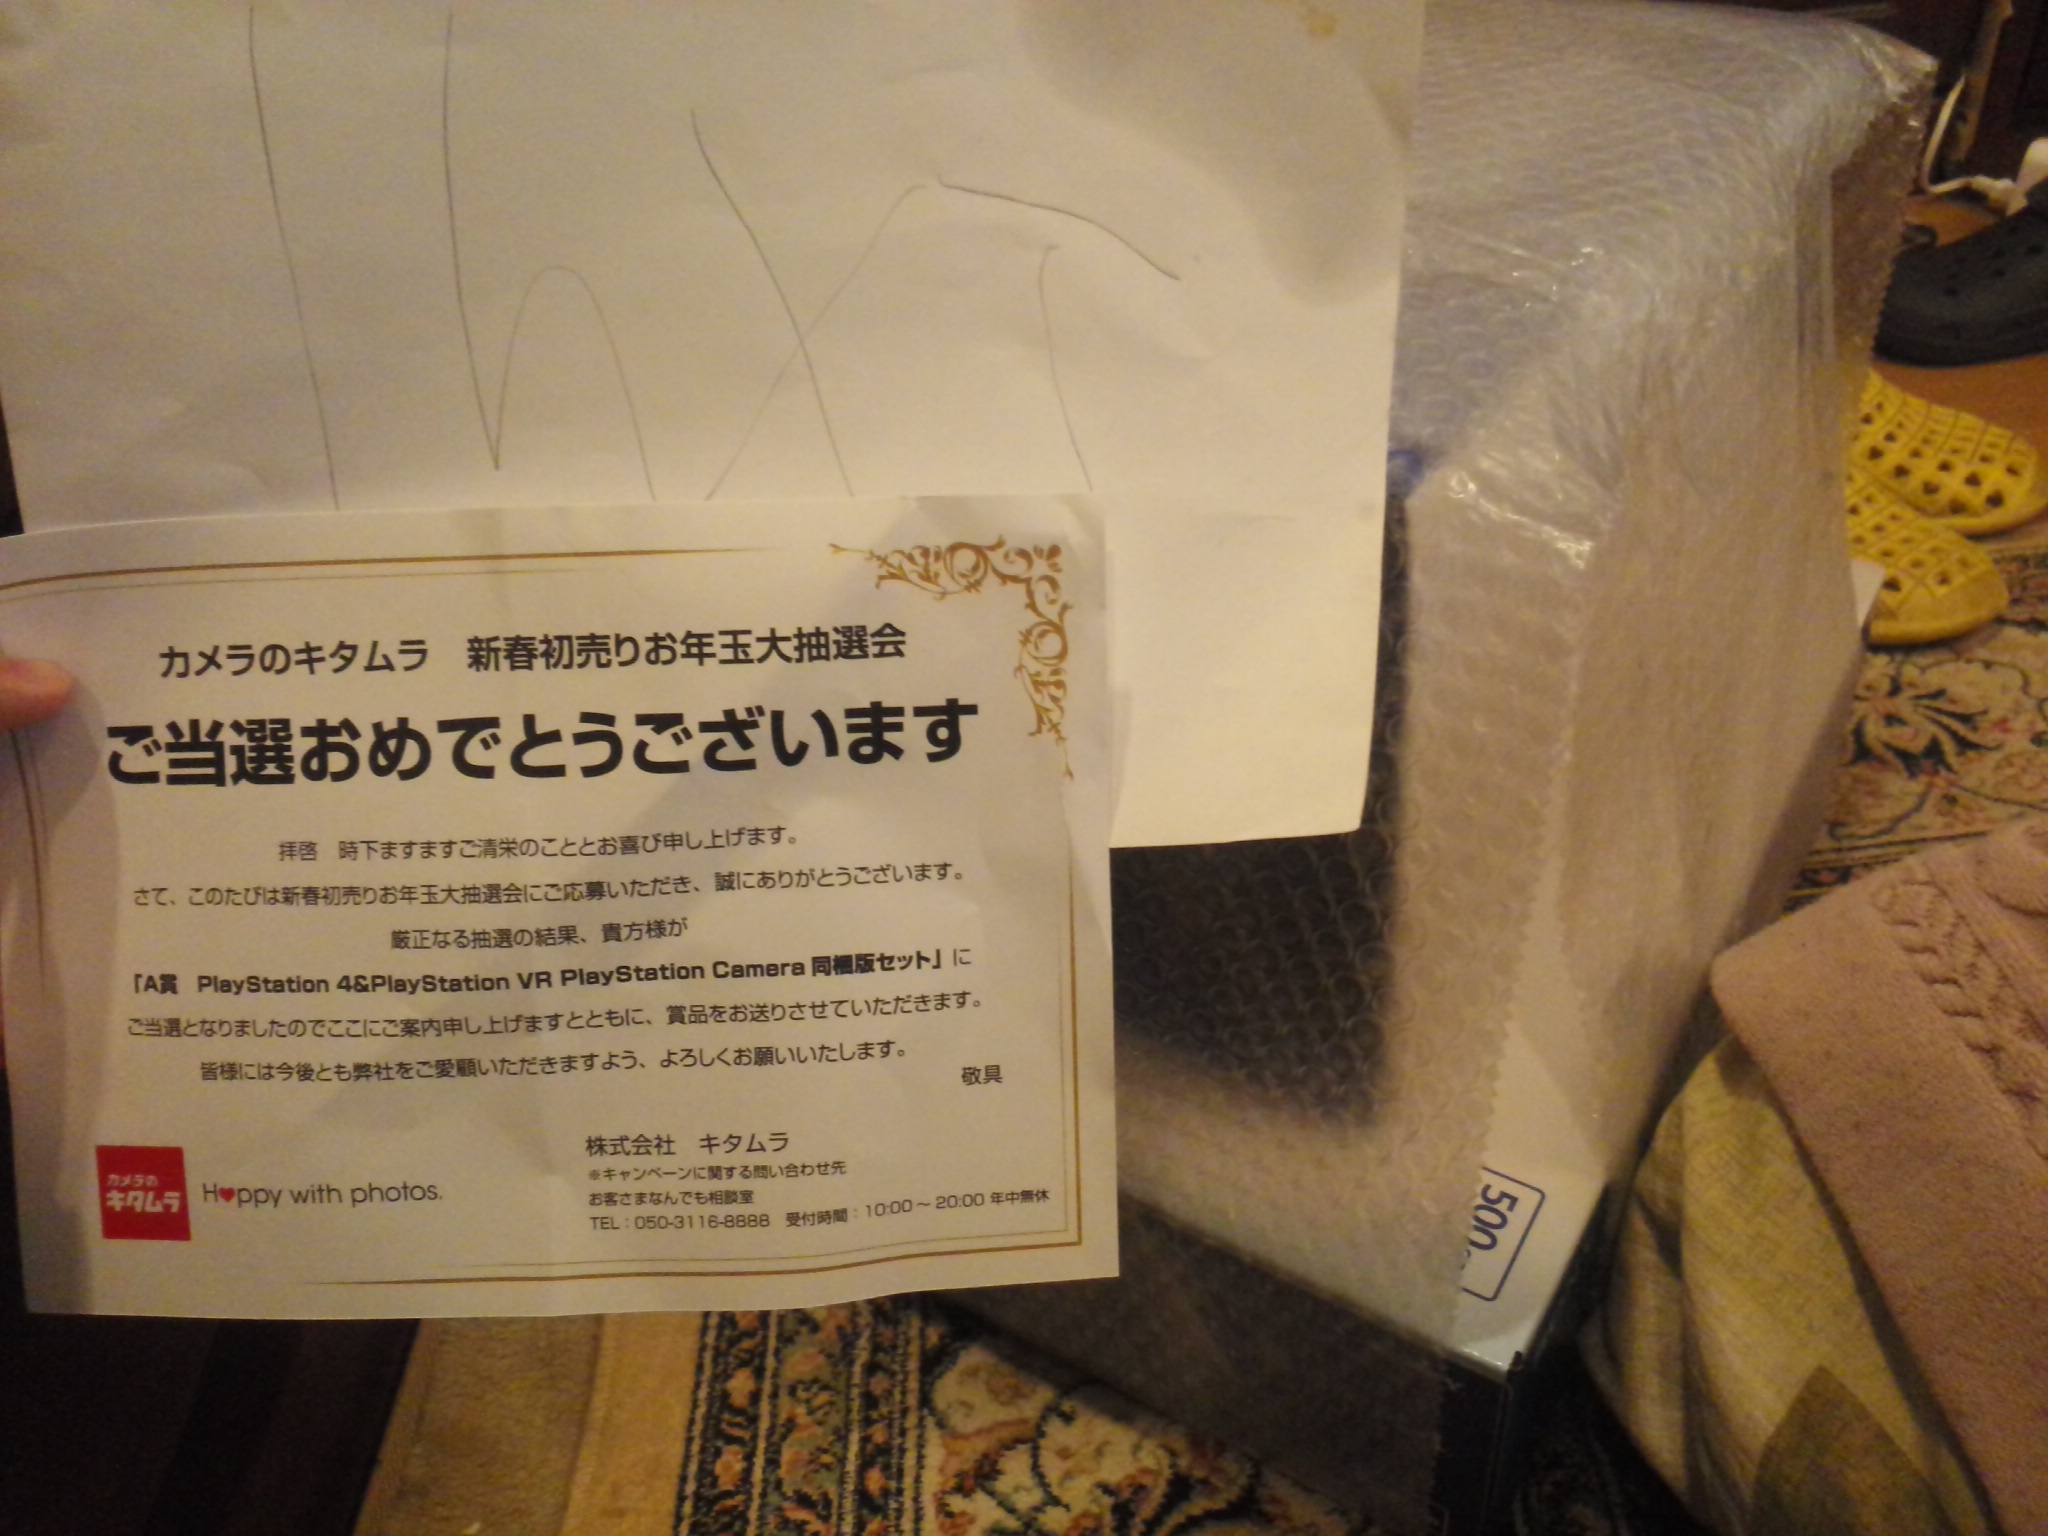 thx
カメラのキタムラ　新春初売りお年玉大抽選会
ご当選おめでとうございます
拝啓　時下ますますご清栄のこととお喜び申し上げます。
さて、このたびは新春初売りお年玉大抽選会にご応募いただき、誠にありがとうございます。
厳正なる抽選の結果、貴方様が
「A賞　PlayStation 4&PlayStation VR PlayStation Camera 同梱版セット」に
ご当選となりましたのでここにご案内申し上げますとともに、賞品をお送りさせていただきます。
皆様には今後とも弊社をご愛顧いただきますよう、よろしくお願いいたします。
敬具
カメラの
キタムラ
Happy with photos.
株式会社　キタムラ
※キャンペーンに関する問い合わせ先
お客さまなんでも相談室
TEL：050-3116-8888　受付時間：10:00～20:00 年中無休
500